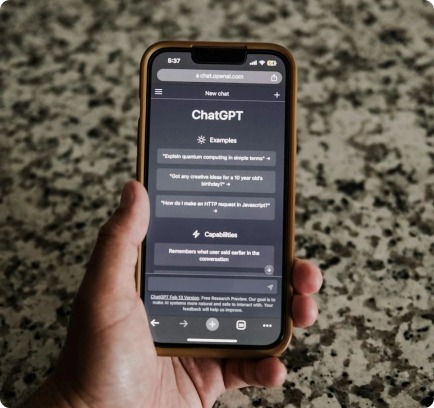 5:37
chat.openai.com
New chat
ChatGPT
Examples
"Explain quantum computing in simple terms" →
"Got any creative ideas for a 10 year old's
birthday?" →
"How do I make an HTTP request in Javascript?"
→
Capabilities
Remembers what user said earlier in the
conversation
ChatGPT Feb 13 Version. Free Research Preview. Our goal is to
make AI systems more natural and safe to interact with. Your
feedback will help us improve.